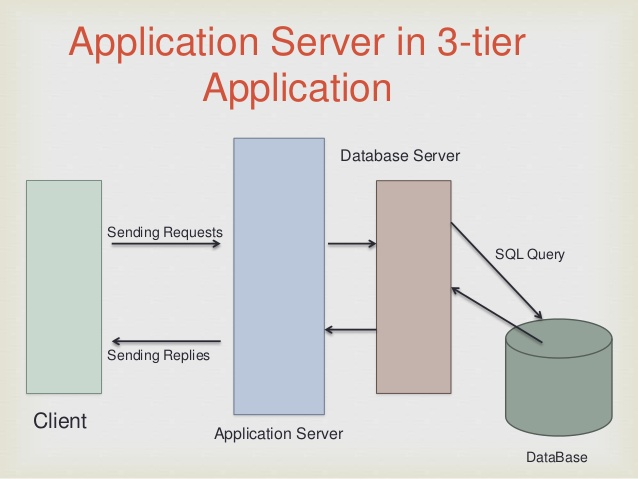 Application Server in 3-tier
Application
Database Server
Sending Requests
SQL Query
Sending Replies
Client
Application Server
DataBase